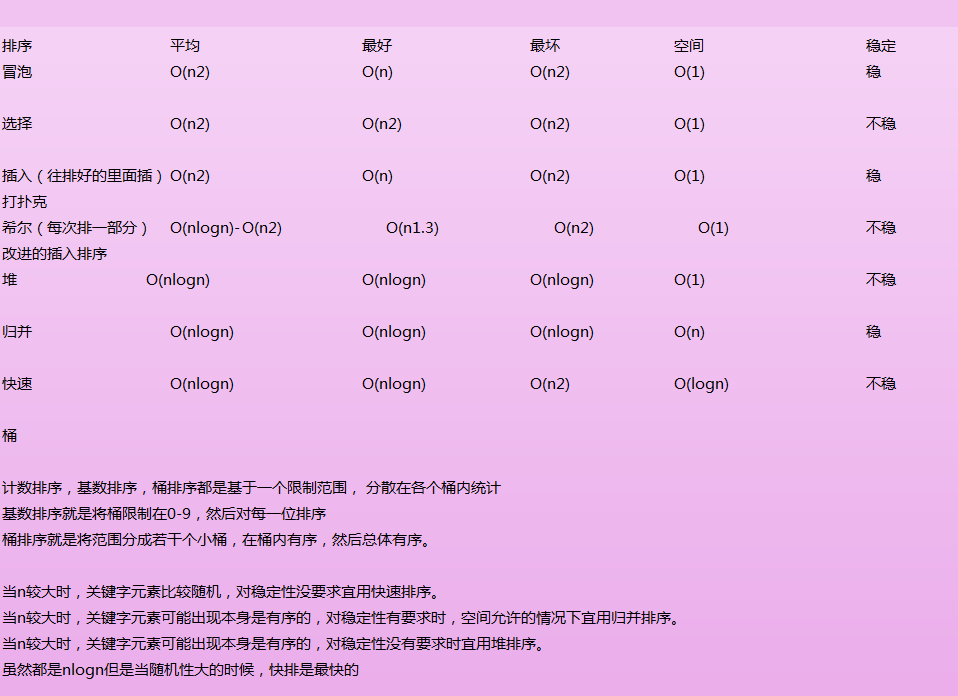 排序 平均 最好 最坏 空间 稳定
冒泡 O(n2) O(n) O(n2) O(1) 稳
选择 O(n2) O(n2) O(n2) O(1) 不稳
插入（往排好的里面插） O(n2) O(n) O(n2) O(1) 稳
打扑克
希尔（每次排一部分） O(nlogn)-O(n2) O(n1.3) O(n2) O(1) 不稳
改进的插入排序
堆 O(nlogn) O(nlogn) O(nlogn) O(1) 不稳
归并 O(nlogn) O(nlogn) O(nlogn) O(n) 稳
快速 O(nlogn) O(nlogn) O(n2) O(logn) 不稳
桶
计数排序，基数排序，桶排序都是基于一个限制范围， 分散在各个桶内统计
基数排序就是将桶限制在0-9，然后对每一位排序
桶排序就是将范围分成若干个小桶，在桶内有序，然后总体有序。
当n较大时，关键字元素比较随机，对稳定性没要求宜用快速排序。
当n较大时，关键字元素可能出现本身是有序的，对稳定性有要求时，空间允许的情况下宜用归并排序。
当n较大时，关键字元素可能出现本身是有序的，对稳定性没有要求时宜用堆排序。
虽然都是nlogn但是当随机性大的时候，快排是最快的